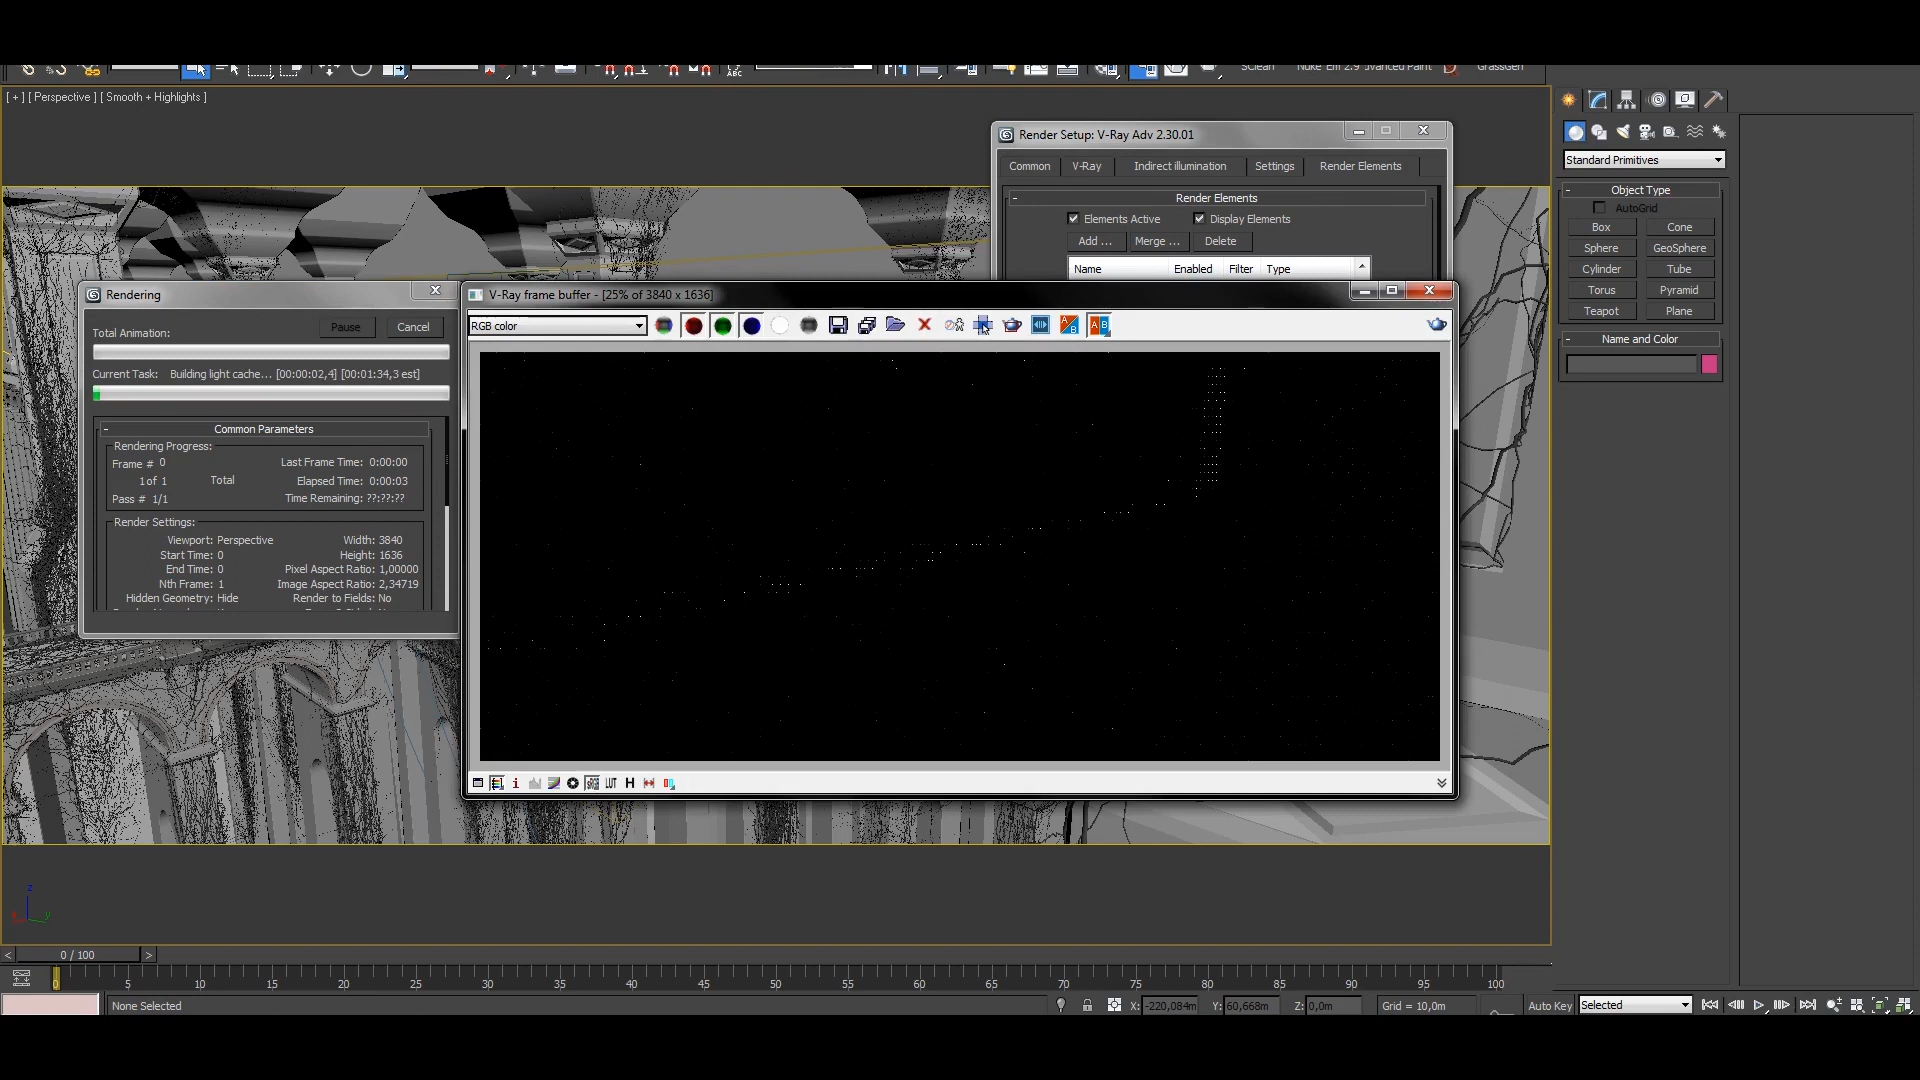 SClean
Nuke Em 2.9
GrassGen
[ + ] [ Perspective ] [ Smooth + Highlights ]
Render Setup: V-Ray Adv 2.30.01
Common
V-Ray
Indirect illumination
Settings
Render Elements
- Render Elements
Elements Active
Display Elements
Add ...
Merge ...
Delete
Name
Enabled
Filter
Type
Standard Primitives
- Object Type
AutoGrid
Box
Cone
Sphere
GeoSphere
Cylinder
Tube
Torus
Pyramid
Teapot
Plane
- Name and Color
Rendering
Total Animation:
Pause
Cancel
Current Task: Building light cache... [00:00:02,4] [00:01:34,3 est]
- Common Parameters
Rendering Progress:
Frame # 0
Last Frame Time: 0:00:00
1 of 1
Total
Elapsed Time: 0:00:03
Pass # 1/1
Time Remaining: ??:??:??
Render Settings:
Viewport: Perspective
Width: 3840
Start Time: 0
Height: 1636
End Time: 0
Pixel Aspect Ratio: 1,00000
Nth Frame: 1
Image Aspect Ratio: 2,34719
Hidden Geometry: Hide
Render to Fields: No
V-Ray frame buffer - [25% of 3840 x 1636]
RGB color
LUT
H
z
y
< 0 / 100 >
0 5 10 15 20 25 30 35 40 45 50 55 60 65 70 75 80 85 90 95 100
None Selected
X: -220,084m
Y: 60,668m
Z: 0,0m
Grid = 10,0m
Auto Key
Selected